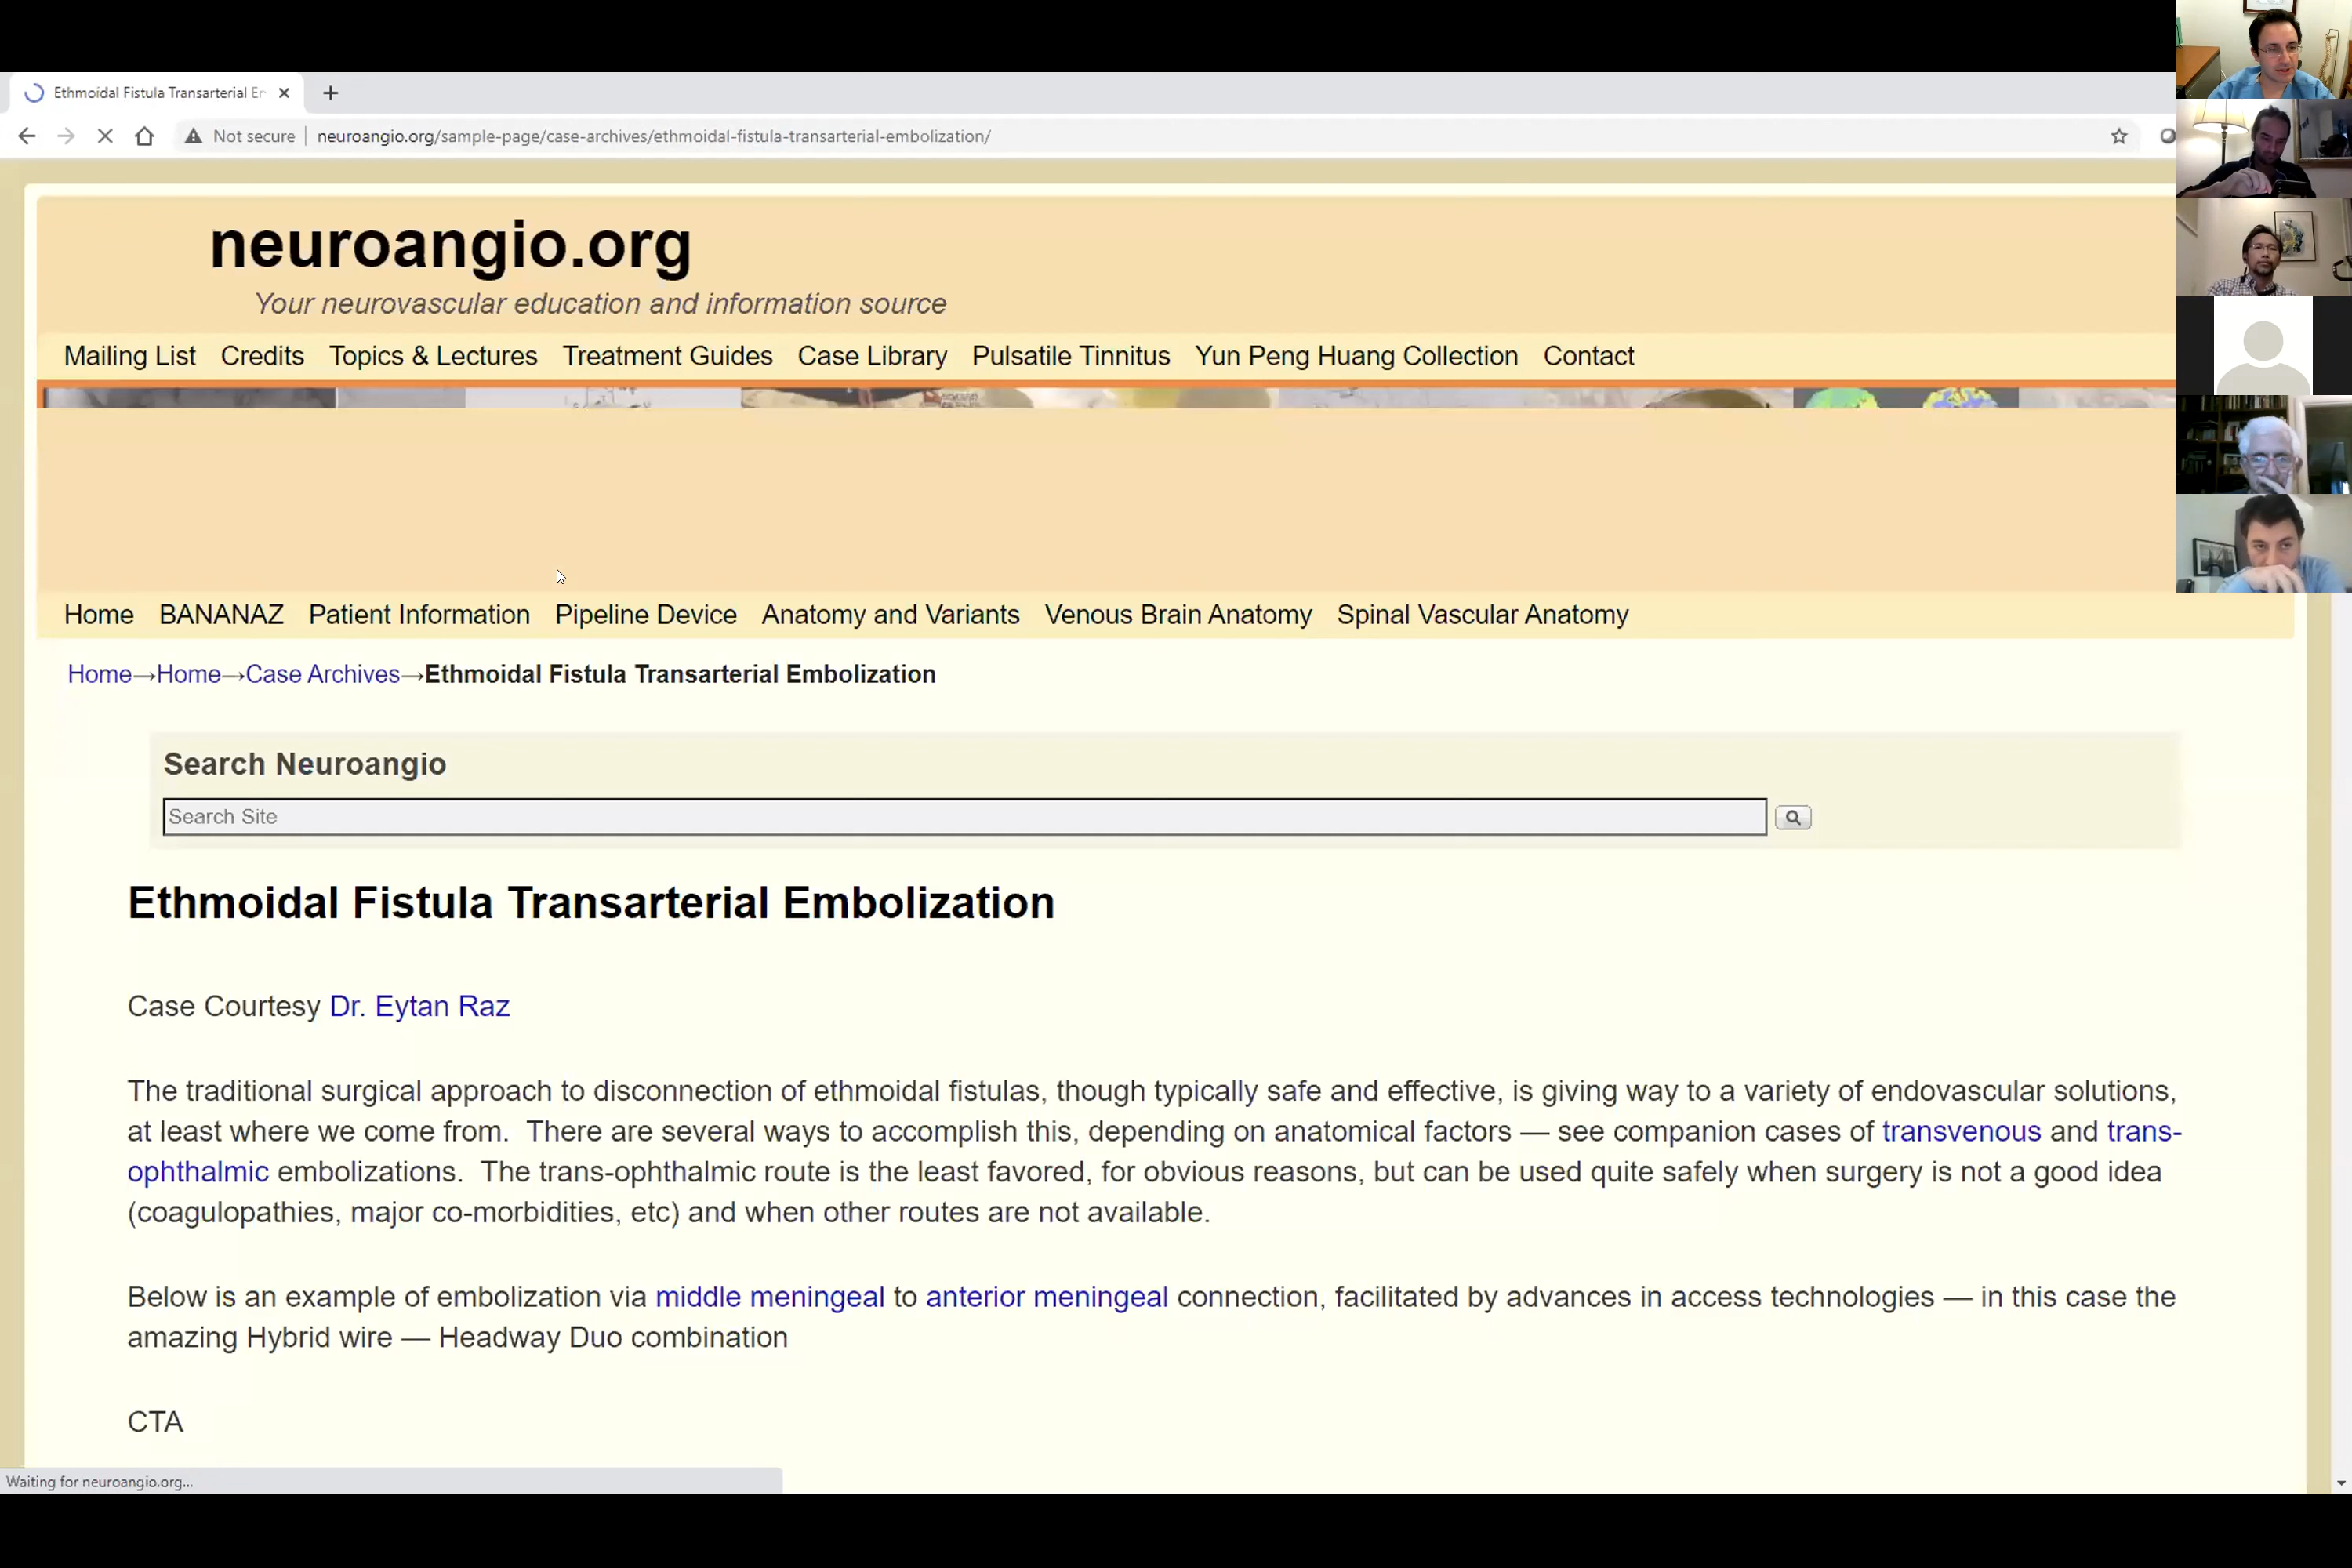 Ethmoidal Fistula Transarterial Er
Not secure | neuroangio.org/sample-page/case-archives/ethmoidal-fistula-transarterial-embolization/
neuroangio.org
Your neurovascular education and information source
Mailing List Credits Topics & Lectures Treatment Guides Case Library Pulsatile Tinnitus Yun Peng Huang Collection Contact
Home BANANAZ Patient Information Pipeline Device Anatomy and Variants Venous Brain Anatomy Spinal Vascular Anatomy
Home→Home→Case Archives→Ethmoidal Fistula Transarterial Embolization
Search Neuroangio
Search Site
Ethmoidal Fistula Transarterial Embolization
Case Courtesy Dr. Eytan Raz
The traditional surgical approach to disconnection of ethmoidal fistulas, though typically safe and effective, is giving way to a variety of endovascular solutions,
at least where we come from.  There are several ways to accomplish this, depending on anatomical factors — see companion cases of transvenous and trans-
ophthalmic embolizations.  The trans-ophthalmic route is the least favored, for obvious reasons, but can be used quite safely when surgery is not a good idea
(coagulopathies, major co-morbidities, etc) and when other routes are not available.
Below is an example of embolization via middle meningeal to anterior meningeal connection, facilitated by advances in access technologies — in this case the
amazing Hybrid wire — Headway Duo combination
CTA
Waiting for neuroangio.org...